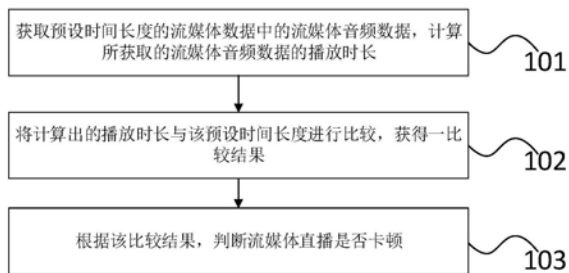 获取预设时间长度的流媒体数据中的流媒体音频数据，计算
所获取的流媒体音频数据的播放时长
101
将计算出的播放时长与该预设时间长度进行比较，获得一比
较结果
102
根据该比较结果，判断流媒体直播是否卡顿
103